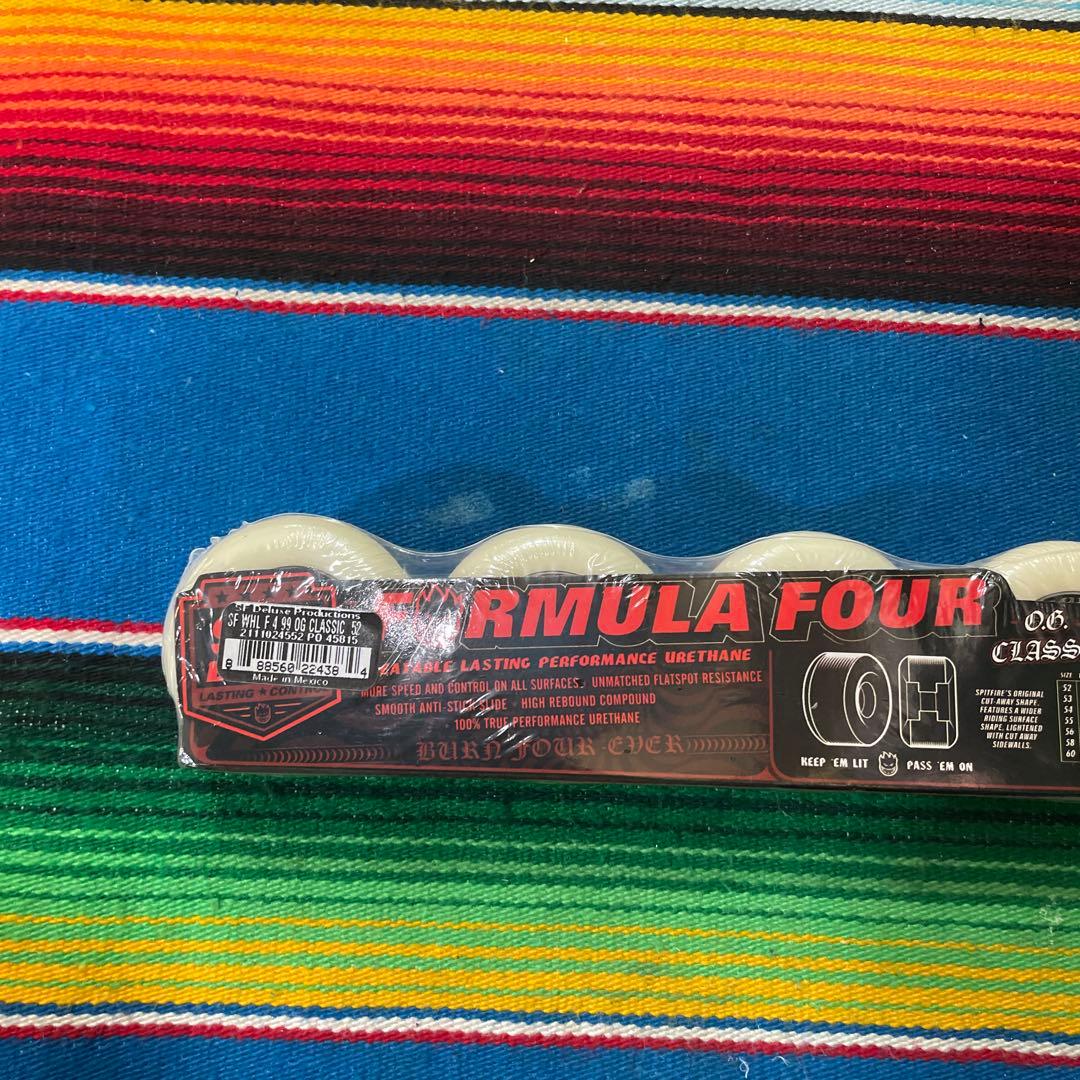 SF Deluxe Productions
SF WHL F4 99 OG CLASSIC 52
2111024552 PO 45815
8 88560 22438 4
Made in Mexico
LASTING ★ CONTROL
FORMULA FOUR
LASTING PERFORMANCE URETHANE
MORE SPEED AND CONTROL ON ALL SURFACES. UNMATCHED FLATSPOT RESISTANCE
SMOOTH ANTI-STICK SLIDE · HIGH REBOUND COMPOUND
100% TRUE PERFORMANCE URETHANE
BURN FOUR EVER
KEEP 'EM LIT PASS 'EM ON
O.G.
CLASS
SPITFIRE'S ORIGINAL
CUT-AWAY SHAPE.
FEATURES A WIDER
RIDING SURFACE
SHAPE. LIGHTENED
WITH CUT AWAY
SIDEWALLS.
SIZE
52
53
54
55
56
58
60